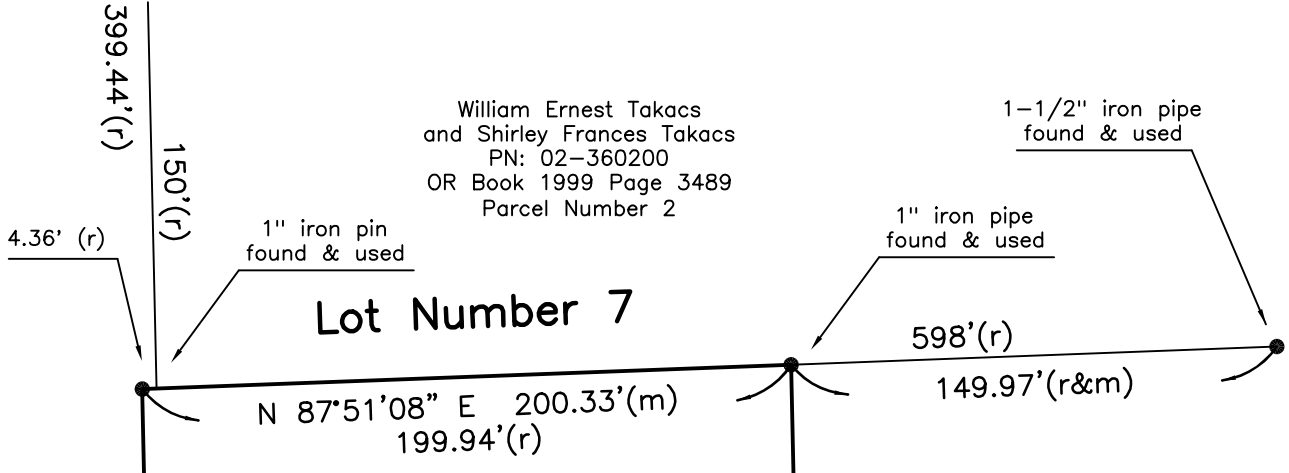 399.44'(r)
150'(r)
William Ernest Takacs
and Shirley Frances Takacs
PN: 02-360200
OR Book 1999 Page 3489
Parcel Number 2
1-1/2" iron pipe
found & used
4.36' (r)
1" iron pin
found & used
1" iron pipe
found & used
Lot Number 7
598'(r)
149.97'(r&m)
N 87°51'08" E 200.33'(m)
199.94'(r)